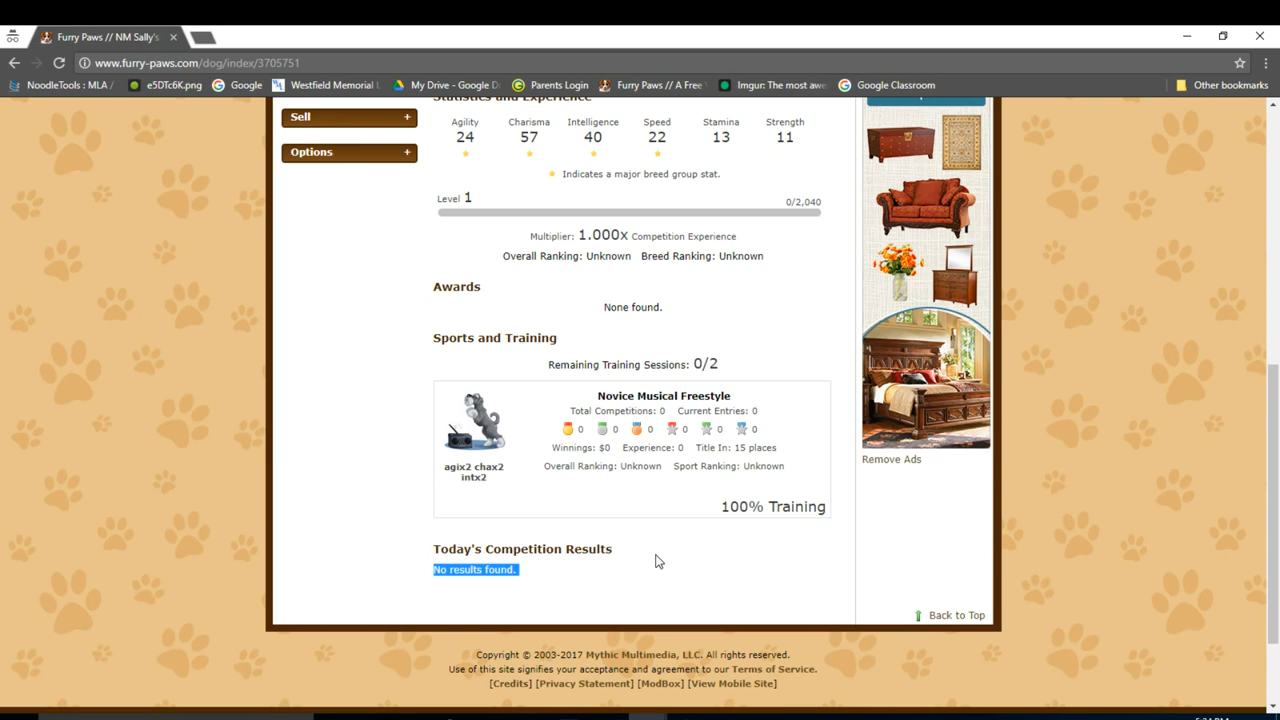 Furry Paws // NM Sally's
www.furry-paws.com/dog/index/3705751
NoodleTools : MLA / e5DTc6K.png Google Westfield Memorial My Drive - Google D Parents Login Furry Paws // A Free Imgur: The most awe Google Classroom Other bookmarks
Statistics and Experience
Sell +
Options +
Agility Charisma Intelligence Speed Stamina Strength
24 57 40 22 13 11
Indicates a major breed group stat.
Level 1 0/2,040
Multiplier: 1.000x Competition Experience
Overall Ranking: Unknown Breed Ranking: Unknown
Awards
None found.
Sports and Training
Remaining Training Sessions: 0/2
Novice Musical Freestyle
Total Competitions: 0 Current Entries: 0
0 0 0 0 0 0
Winnings: $0 Experience: 0 Title In: 15 places
Overall Ranking: Unknown Sport Ranking: Unknown
agix2 chax2
intx2
100% Training
Remove Ads
Today's Competition Results
No results found.
Back to Top
Copyright © 2003-2017 Mythic Multimedia, LLC. All rights reserved.
Use of this site signifies your acceptance and agreement to our Terms of Service.
[Credits] [Privacy Statement] [ModBox] [View Mobile Site]